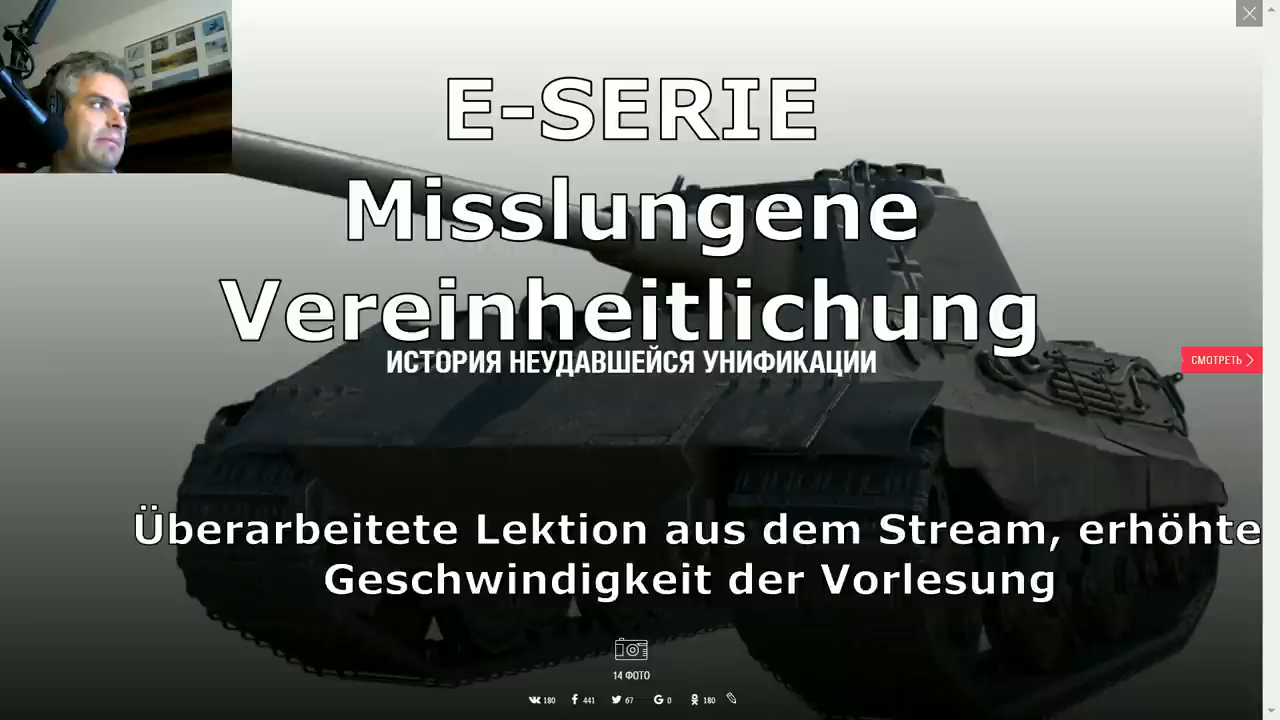 E-SERIE
Misslungene
Vereinheitlichung
ИСТОРИЯ НЕУДАВШЕЙСЯ УНИФИКАЦИИ
СМОТРЕТЬ
Überarbeitete Lektion aus dem Stream, erhöhte
Geschwindigkeit der Vorlesung
14 ФОТО
180 441 67 0 180